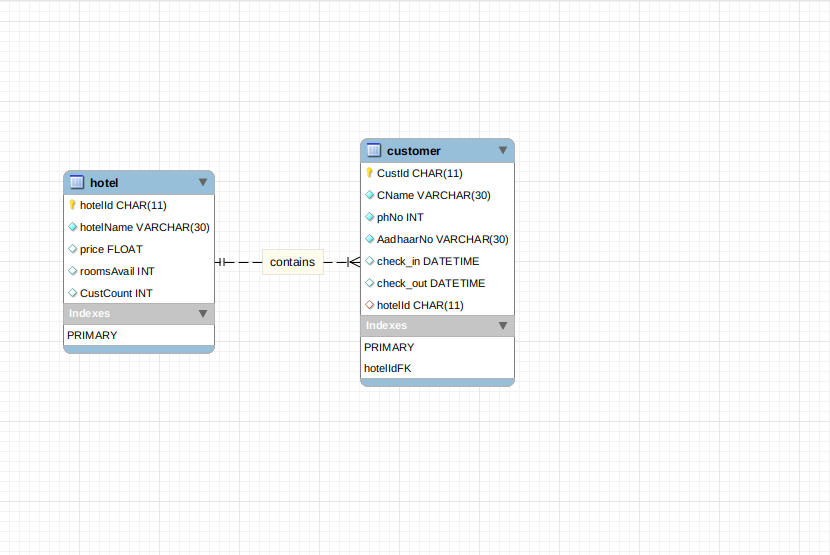 hotel
hotelId CHAR(11)
hotelName VARCHAR(30)
price FLOAT
roomsAvail INT
CustCount INT
Indexes
PRIMARY
contains
customer
CustId CHAR(11)
CName VARCHAR(30)
phNo INT
AadhaarNo VARCHAR(30)
check_in DATETIME
check_out DATETIME
hotelId CHAR(11)
Indexes
PRIMARY
hotelIdFK